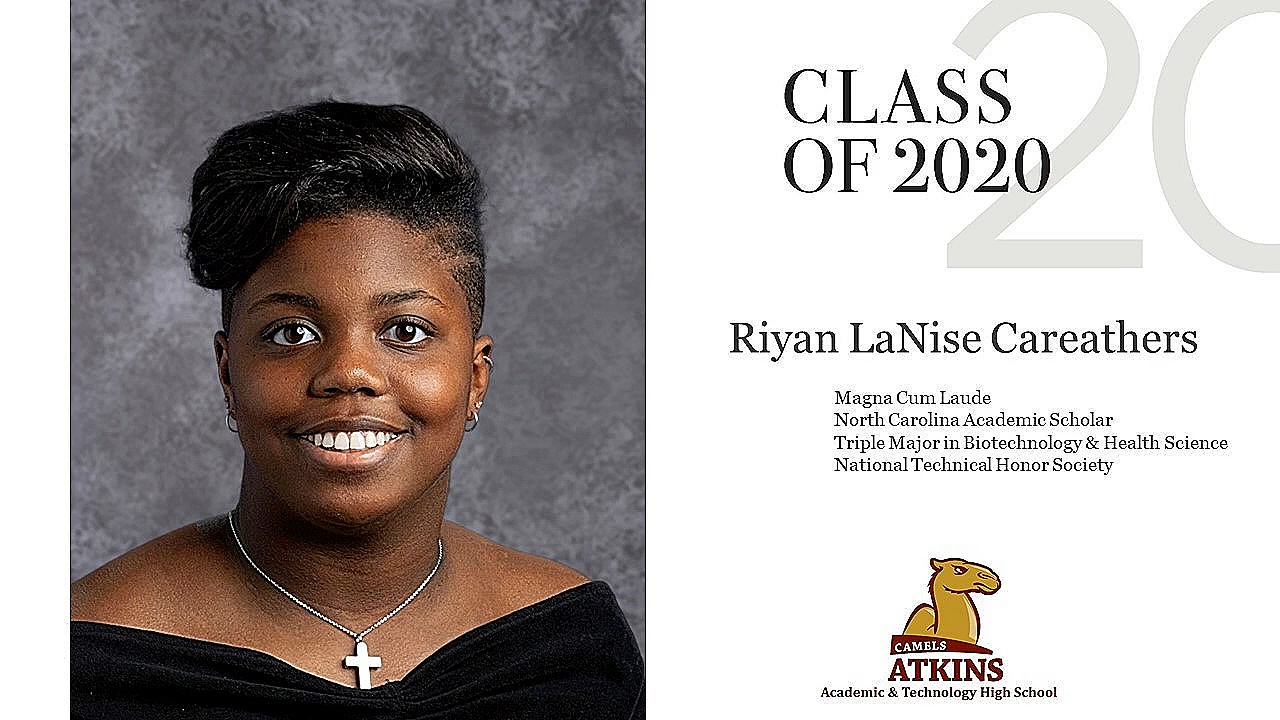 20
CLASS
OF 2020
Riyan LaNise Careathers
Magna Cum Laude
North Carolina Academic Scholar
Triple Major in Biotechnology & Health Science
National Technical Honor Society
CAMELS
ATKINS
Academic & Technology High School